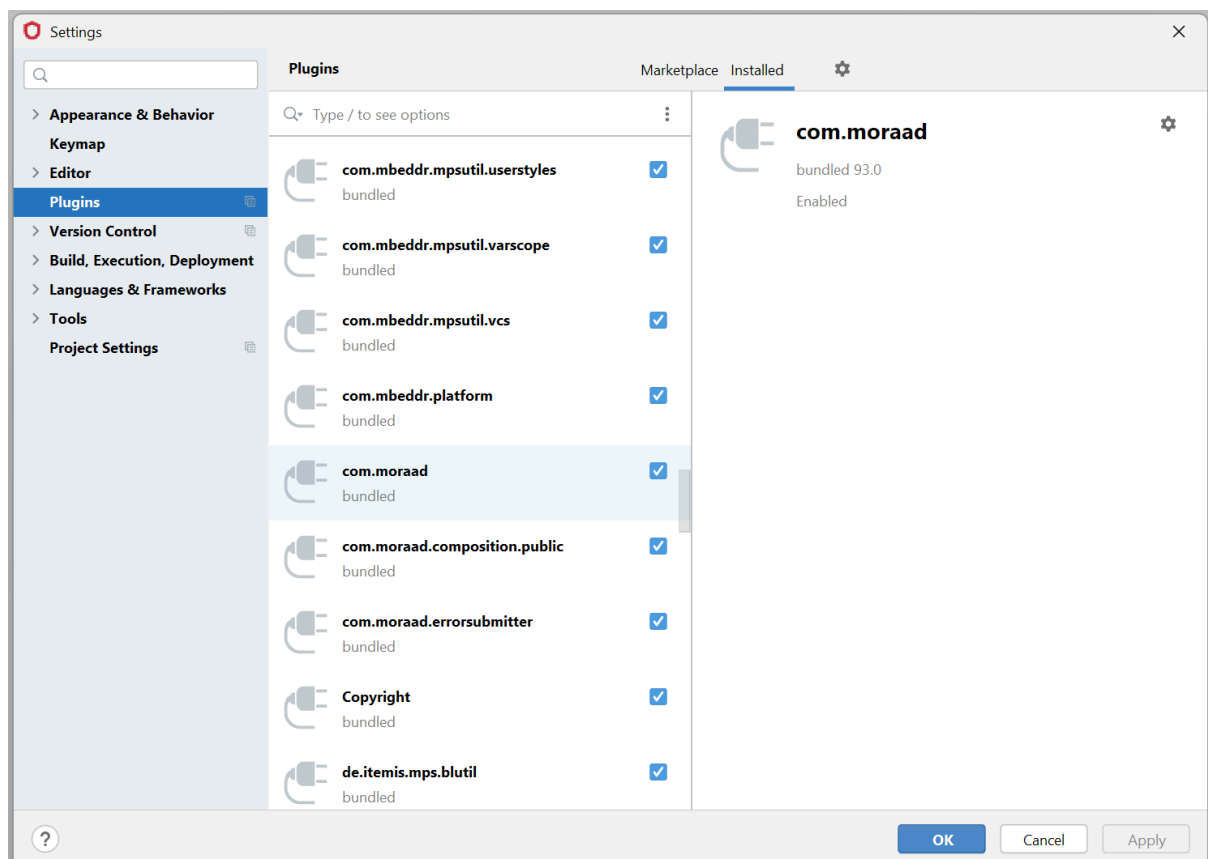 Settings
Plugins
Marketplace Installed
Appearance & Behavior
Keymap
Editor
Plugins
Version Control
Build, Execution, Deployment
Languages & Frameworks
Tools
Project Settings
Type / to see options
com.mbeddr.mpsutil.userstyles
bundled
com.mbeddr.mpsutil.varscope
bundled
com.mbeddr.mpsutil.vcs
bundled
com.mbeddr.platform
bundled
com.moraad
bundled
com.moraad.composition.public
bundled
com.moraad.errorsubmitter
bundled
Copyright
bundled
de.itemis.mps.blutil
bundled
com.moraad
bundled 93.0
Enabled
?
OK Cancel Apply